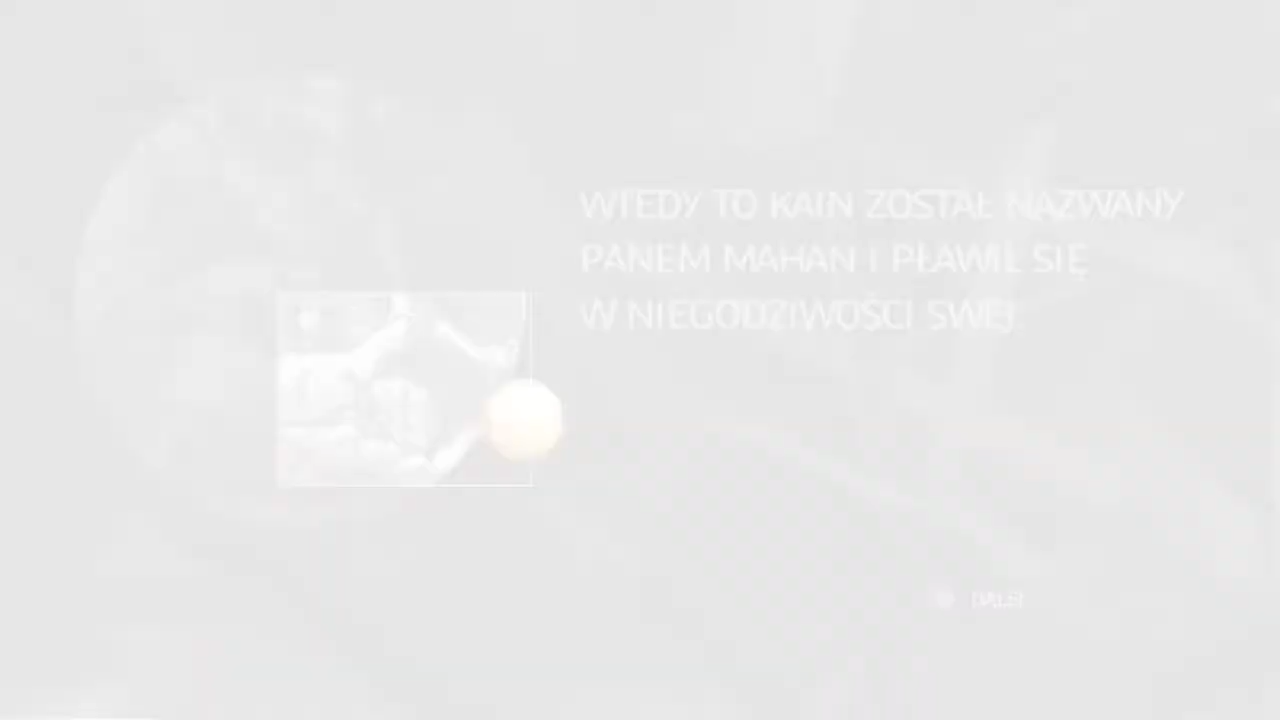 WTEDY TO KAIN ZOSTAŁ NAZWANY
PANEM MAHAN I PŁAWIŁ SIĘ
W NIEGODZIWOŚCI SWEJ.
DALEJ